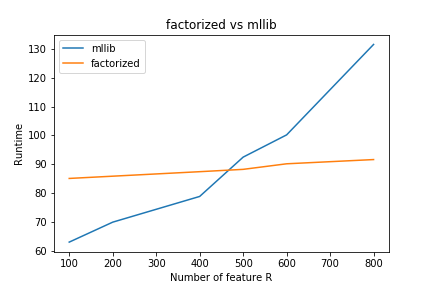 factorized vs mllib
mllib
factorized
Runtime
130
120
110
100
90
80
70
60
100 200 300 400 500 600 700 800
Number of feature R